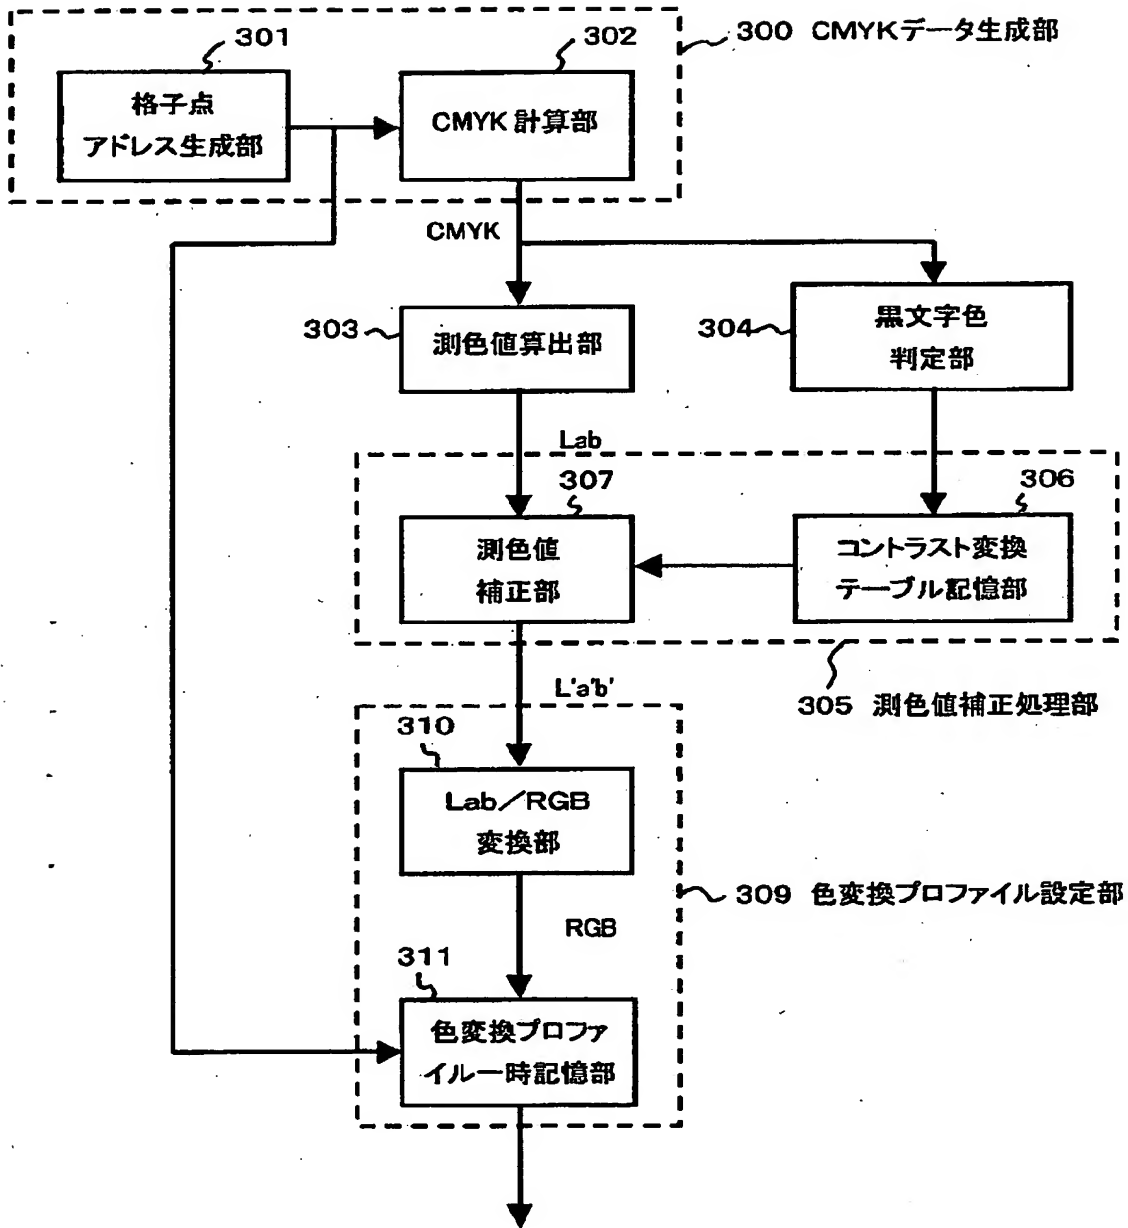 301
302
300 CMYKデータ生成部
格子点
アドレス生成部
CMYK計算部
CMYK
303
測色値算出部
304
黒文字色
判定部
Lab
307
306
測色値
補正部
コントラスト変換
テーブル記憶部
L'a'b'
305 測色値補正処理部
310
Lab/RGB
変換部
309 色変換プロファイル設定部
RGB
311
色変換プロファ
イル一時記憶部